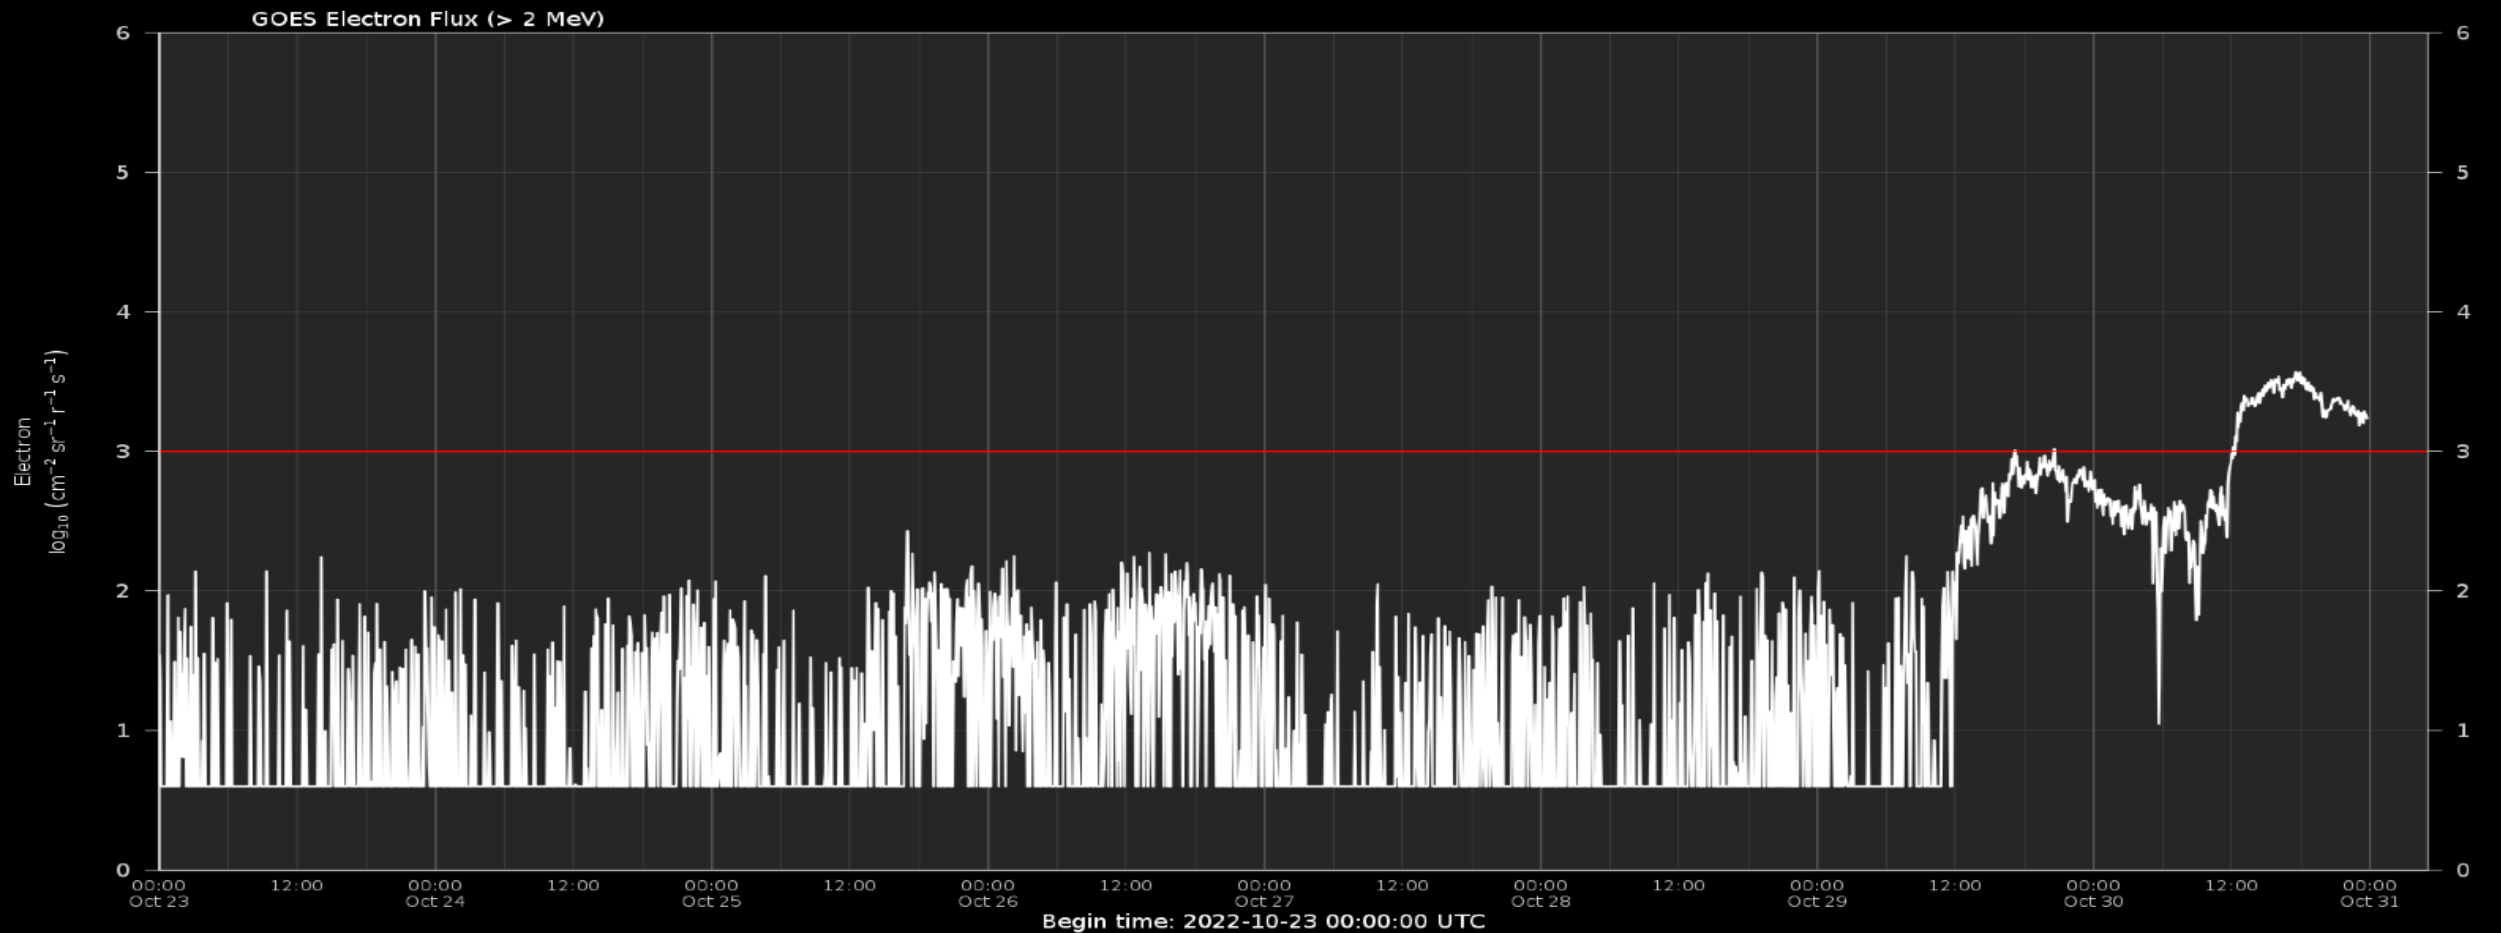 GOES Electron Flux (> 2 MeV)
6 6
5 5
4 4
3 3
2 2
1 1
0 0
Electron
log₁₀ (cm⁻² sr⁻¹ r⁻¹ s⁻¹)
00:00 12:00 00:00 12:00 00:00 12:00 00:00 12:00 00:00 12:00 00:00 12:00 00:00 12:00 00:00 12:00 00:00
Oct 23 Oct 24 Oct 25 Oct 26 Oct 27 Oct 28 Oct 29 Oct 30 Oct 31
Begin time: 2022-10-23 00:00:00 UTC